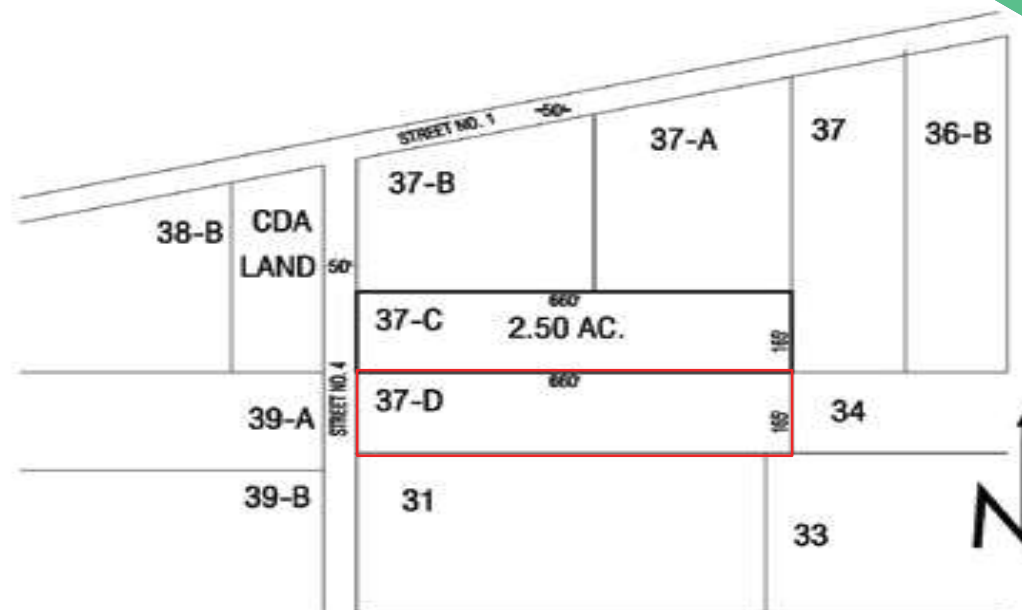 STREET NO. 1
50'
37-A
37
36-B
37-B
38-B
CDA
LAND
50'
660'
37-C
2.50 AC.
165'
STREET NO. 4
660'
37-D
165'
39-A
34
39-B
31
33
N